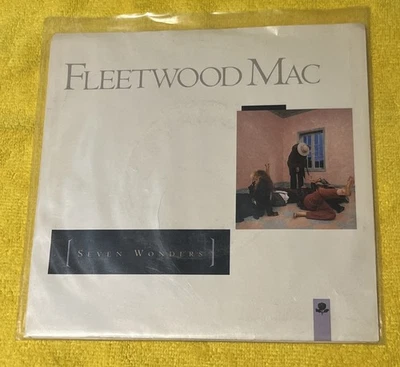 FLEETWOOD MAC
[ SEVEN WONDERS ]